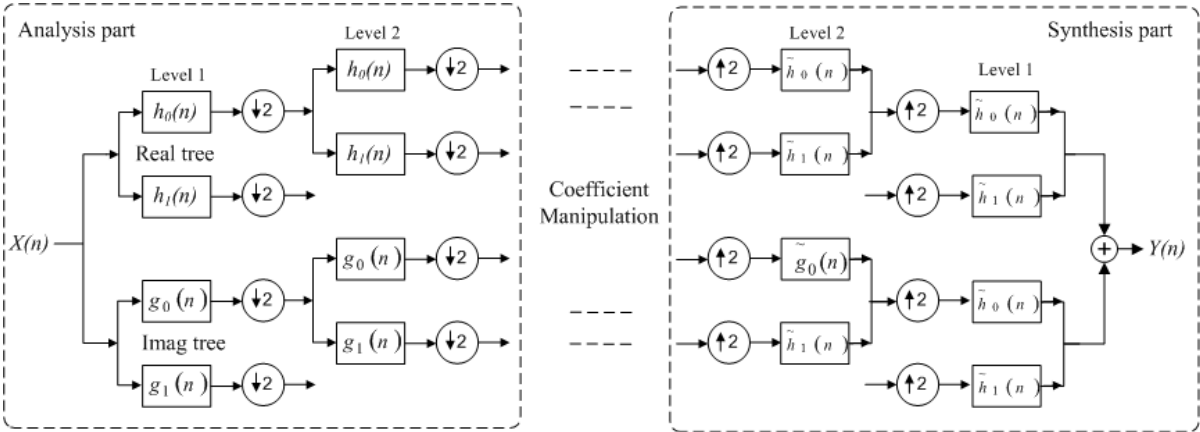 Analysis part
Level 2
h₀(n) ↓2
Level 1
h₀(n) ↓2
h₁(n) ↓2
Real tree
h₁(n) ↓2
X(n)
g₀(n) ↓2
g₀(n) ↓2
Imag tree
g₁(n) ↓2
g₁(n) ↓2
Coefficient
Manipulation
Synthesis part
Level 2
↑2 h̃₀(n)
Level 1
↑2 h̃₀(n)
↑2 h̃₁(n)
↑2 h̃₁(n)
↑2 g̃₀(n)
+ Y(n)
↑2 h̃₀(n)
↑2 h̃₁(n)
↑2 h̃₁(n)